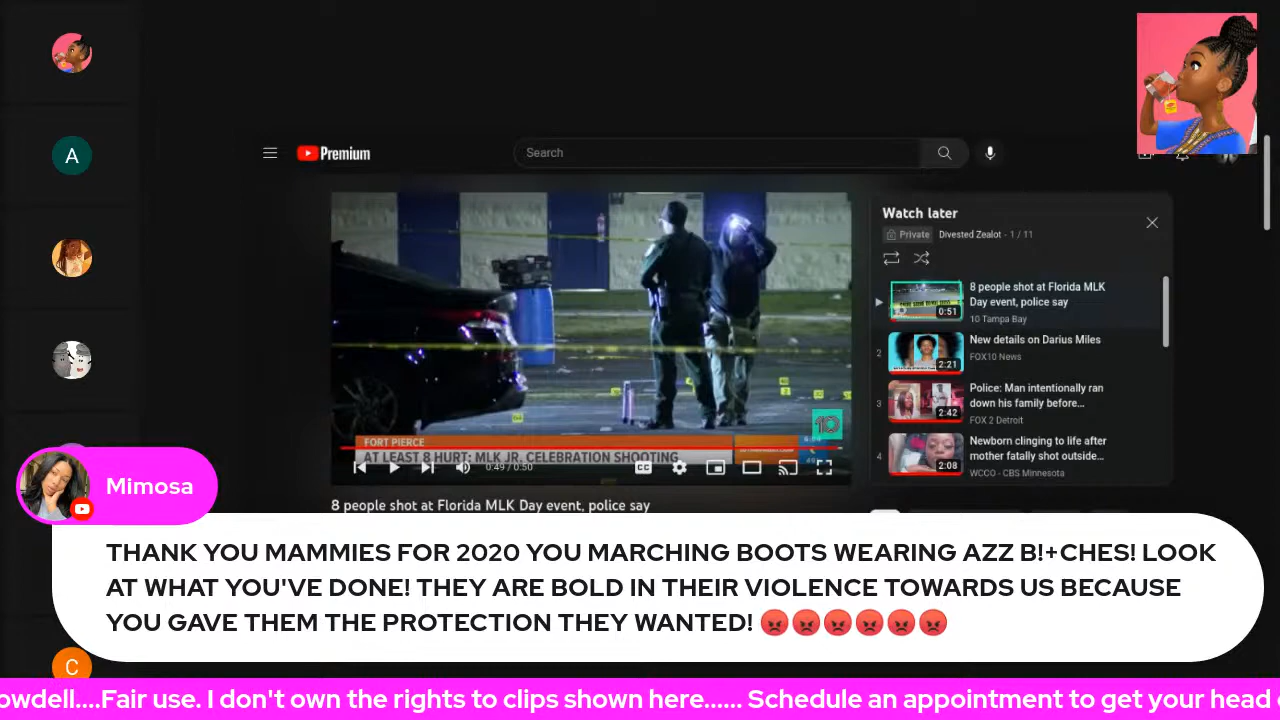 A
Premium
Search
Watch later
Private Divested Zealot - 1 / 11
8 people shot at Florida MLK
Day event, police say
10 Tampa Bay
0:51
2
New details on Darius Miles
FOX10 News
2:21
3
Police: Man intentionally ran
down his family before...
FOX 2 Detroit
2:42
4
Newborn clinging to life after
mother fatally shot outside...
WCCO - CBS Minnesota
2:08
10
FORT PIERCE
AT LEAST 8 HURT: MLK JR. CELEBRATION SHOOTING
0:49 / 0:50
CC
8 people shot at Florida MLK Day event, police say
Mimosa
THANK YOU MAMMIES FOR 2020 YOU MARCHING BOOTS WEARING AZZ B!+CHES! LOOK
AT WHAT YOU'VE DONE! THEY ARE BOLD IN THEIR VIOLENCE TOWARDS US BECAUSE
YOU GAVE THEM THE PROTECTION THEY WANTED! 😡😡😡😡😡😡
C
owdell....Fair use. I don't own the rights to clips shown here...... Schedule an appointment to get your head